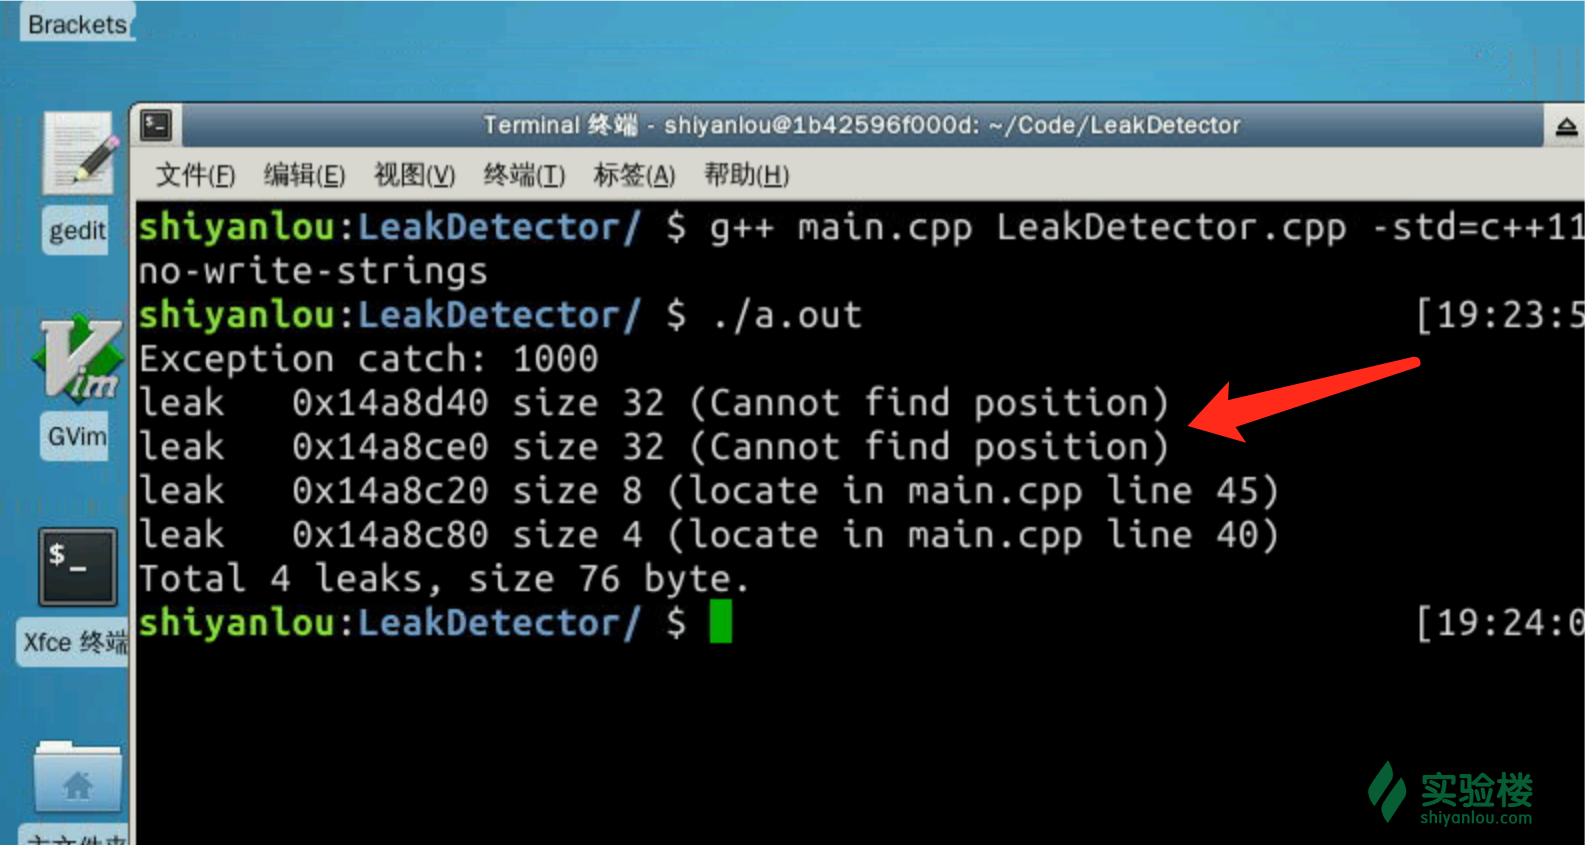 Brackets
Terminal 终端 - shiyanlou@1b42596f000d: ~/Code/LeakDetector
文件(F) 编辑(E) 视图(V) 终端(T) 标签(A) 帮助(H)
gedit
GVim
Xfce 终端
主文件夹
shiyanlou:LeakDetector/ $ g++ main.cpp LeakDetector.cpp -std=c++11
no-write-strings
shiyanlou:LeakDetector/ $ ./a.out [19:23:5
Exception catch: 1000
leak 0x14a8d40 size 32 (Cannot find position)
leak 0x14a8ce0 size 32 (Cannot find position)
leak 0x14a8c20 size 8 (locate in main.cpp line 45)
leak 0x14a8c80 size 4 (locate in main.cpp line 40)
Total 4 leaks, size 76 byte.
shiyanlou:LeakDetector/ $ [19:24:0
实验楼
shiyanlou.com